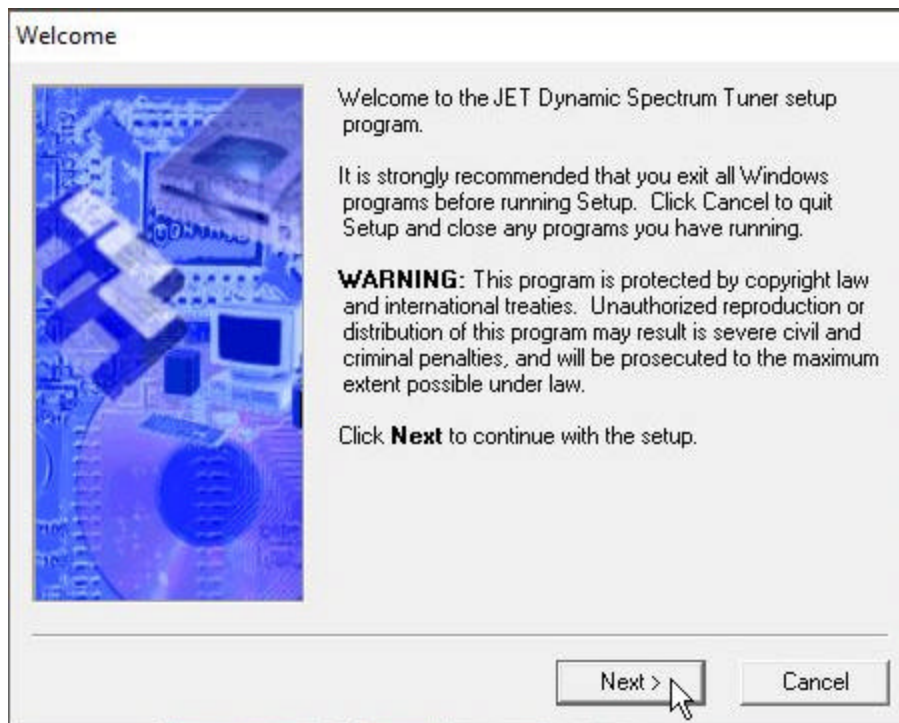 Welcome
Welcome to the JET Dynamic Spectrum Tuner setup
program.
It is strongly recommended that you exit all Windows
programs before running Setup. Click Cancel to quit
Setup and close any programs you have running.
WARNING: This program is protected by copyright law
and international treaties. Unauthorized reproduction or
distribution of this program may result is severe civil and
criminal penalties, and will be prosecuted to the maximum
extent possible under law.
Click Next to continue with the setup.
Next >
Cancel